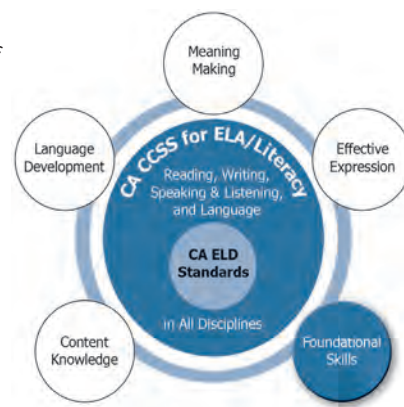 Meaning
Making
Language
Development
Effective
Expression
CA CCSS for ELA/Literacy
Reading, Writing,
Speaking & Listening,
and Language
CA ELD
Standards
in All Disciplines
Content
Knowledge
Foundational
Skills